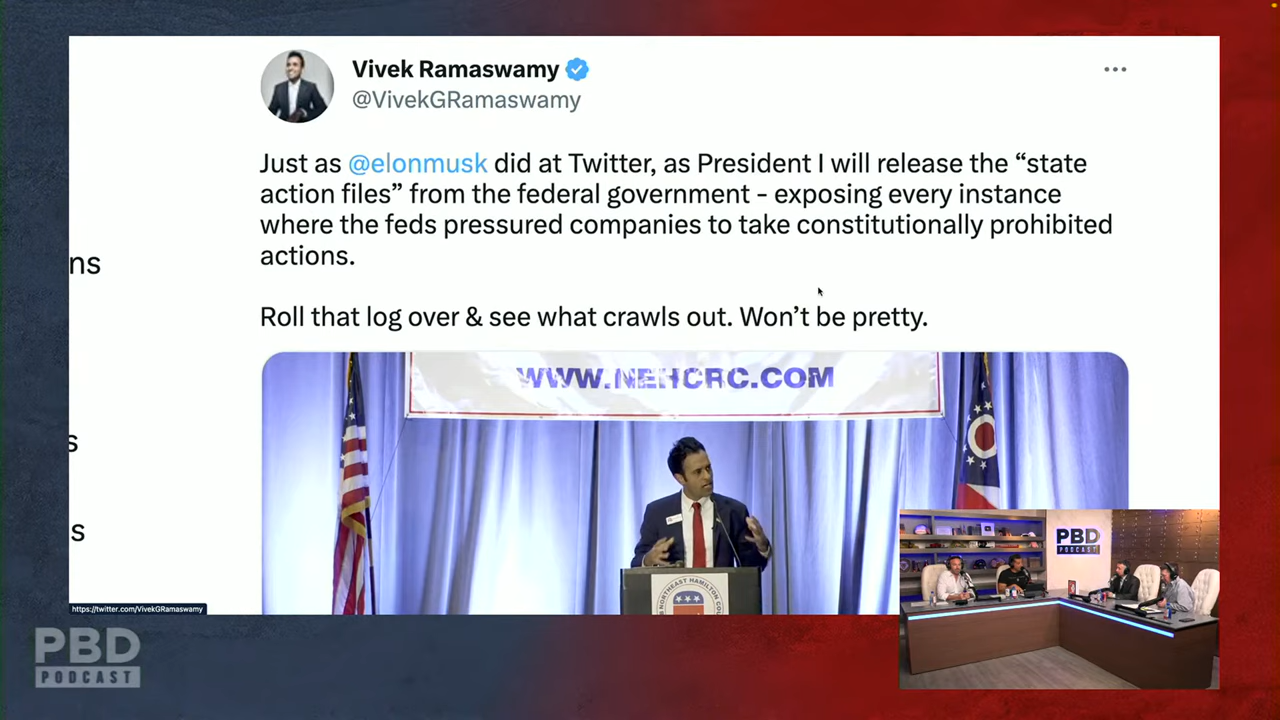 Vivek Ramaswamy
@VivekGRamaswamy
Just as @elonmusk did at Twitter, as President I will release the “state
action files” from the federal government - exposing every instance
where the feds pressured companies to take constitutionally prohibited
actions.
Roll that log over & see what crawls out. Won’t be pretty.
ns
s
s
WWW.NEHCRC.COM
NORTHEAST HAMILTON
https://twitter.com/VivekGRamaswamy
PBD
PODCAST
PBD
PODCAST